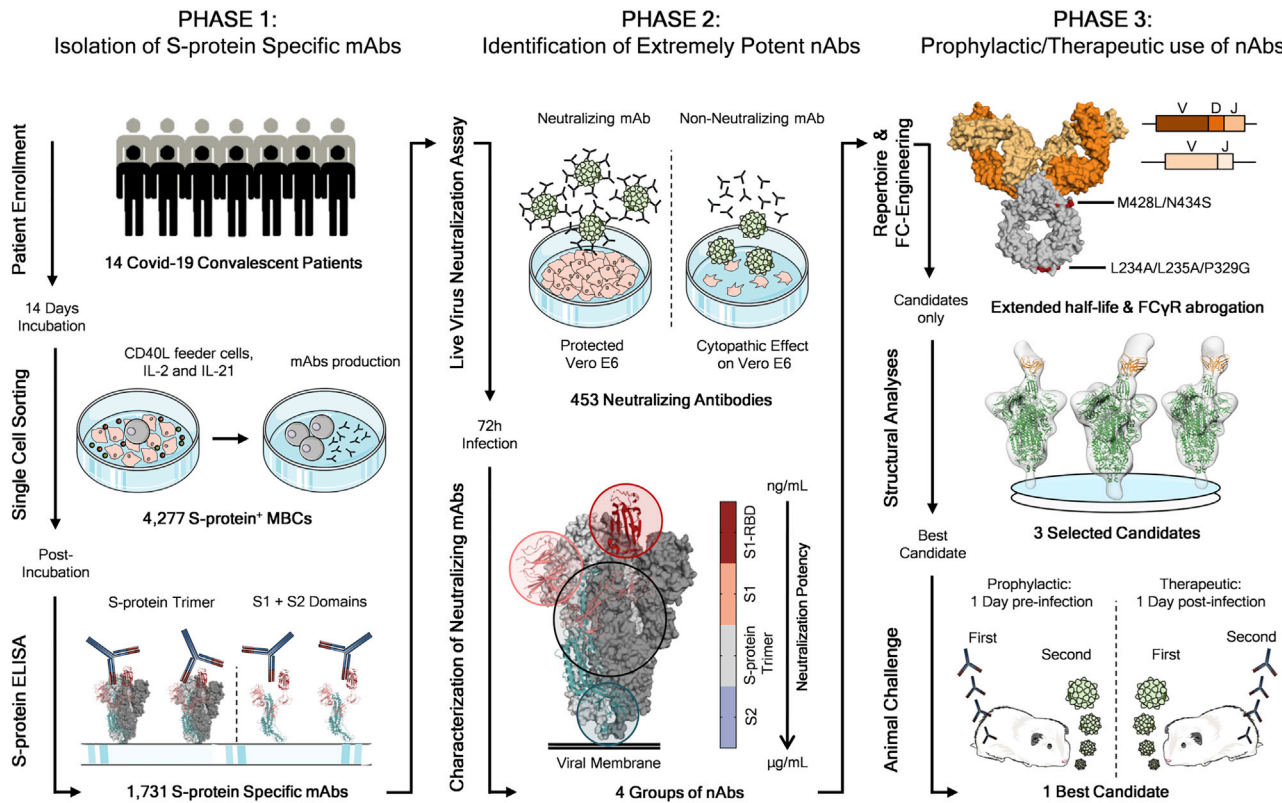 PHASE 1:
Isolation of S-protein Specific mAbs
Patient Enrollment
14 Covid-19 Convalescent Patients
14 Days
Incubation
Single Cell Sorting
CD40L feeder cells,
IL-2 and IL-21
mAbs production
4,277 S-protein⁺ MBCs
Post-
Incubation
S-protein ELISA
S-protein Trimer
S1 + S2 Domains
1,731 S-protein Specific mAbs
PHASE 2:
Identification of Extremely Potent nAbs
Live Virus Neutralization Assay
Neutralizing mAb
Non-Neutralizing mAb
Protected
Vero E6
Cytopathic Effect
on Vero E6
453 Neutralizing Antibodies
72h
Infection
Characterization of Neutralizing mAbs
ng/mL
S1-RBD
S1
S-protein
Trimer
S2
Neutralization Potency
µg/mL
Viral Membrane
4 Groups of nAbs
PHASE 3:
Prophylactic/Therapeutic use of nAbs
Repertoire &
FC-Engineering
V D J
V J
M428L/N434S
L234A/L235A/P329G
Extended half-life & FCγR abrogation
Candidates
only
Structural Analyses
3 Selected Candidates
Best
Candidate
Animal Challenge
Prophylactic:
1 Day pre-infection
Therapeutic:
1 Day post-infection
First
Second
First
Second
1 Best Candidate